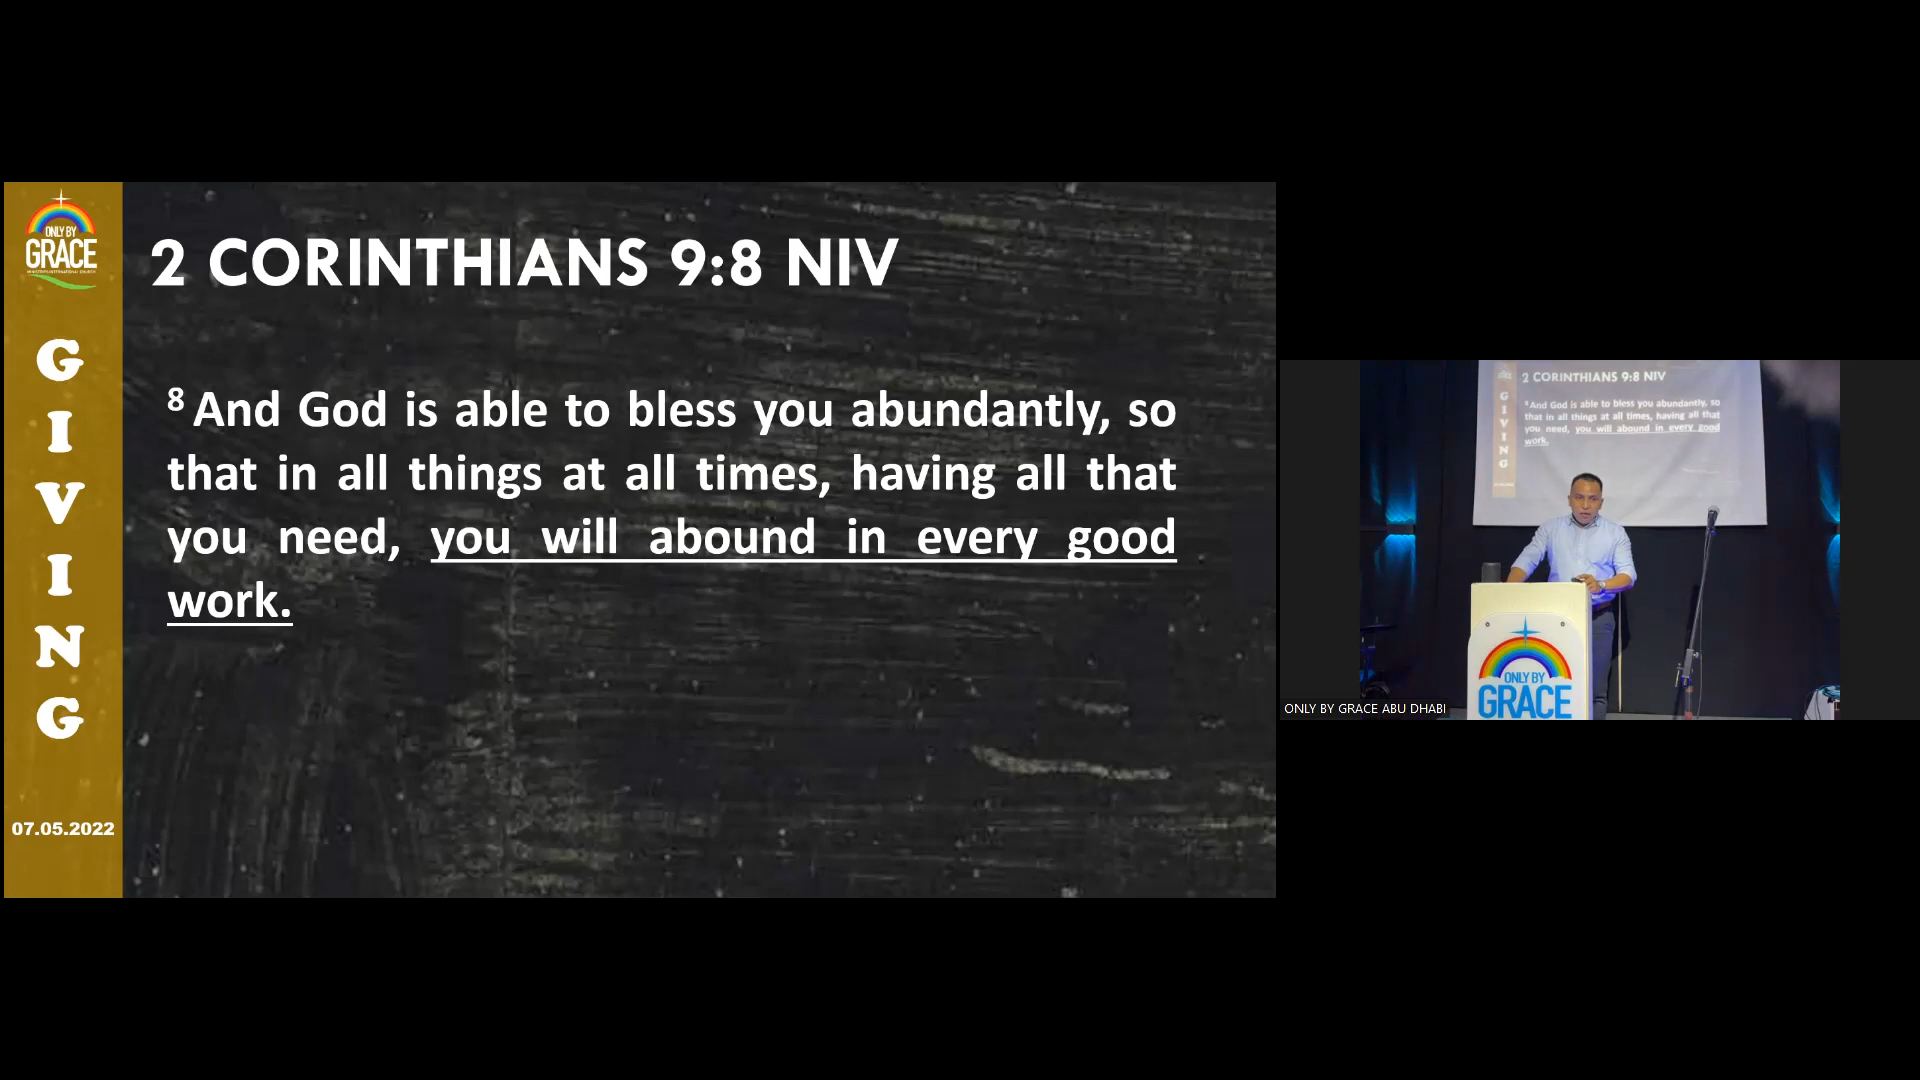 ONLY BY
GRACE
MINISTRIES INTERNATIONAL CHURCH
G
I
V
I
N
G
07.05.2022
2 CORINTHIANS 9:8 NIV
8 And God is able to bless you abundantly, so
that in all things at all times, having all that
you need, you will abound in every good
work.
2 CORINTHIANS 9:8 NIV
G
I
V
I
N
G
8 And God is able to bless you abundantly, so
that in all things at all times, having all that
you need, you will abound in every good
work.
ONLY BY
GRACE
ONLY BY GRACE ABU DHABI